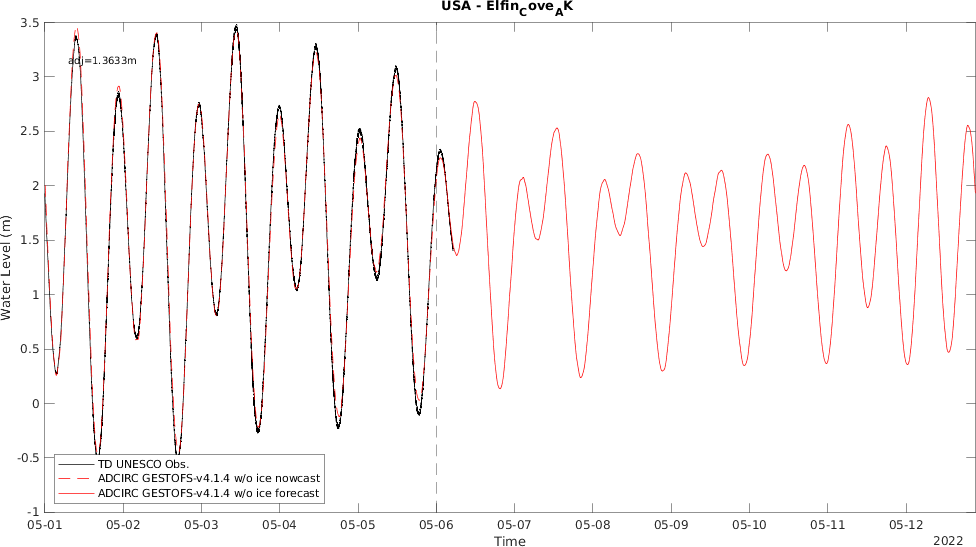 USA - Elfin_Cove_AK
3.5
adj=1.3633m
3
2.5
2
1.5
1
0.5
0
-0.5
-1
Water Level (m)
TD UNESCO Obs.
ADCIRC GESTOFS-v4.1.4 w/o ice nowcast
ADCIRC GESTOFS-v4.1.4 w/o ice forecast
05-01 05-02 05-03 05-04 05-05 05-06 05-07 05-08 05-09 05-10 05-11 05-12
Time
2022